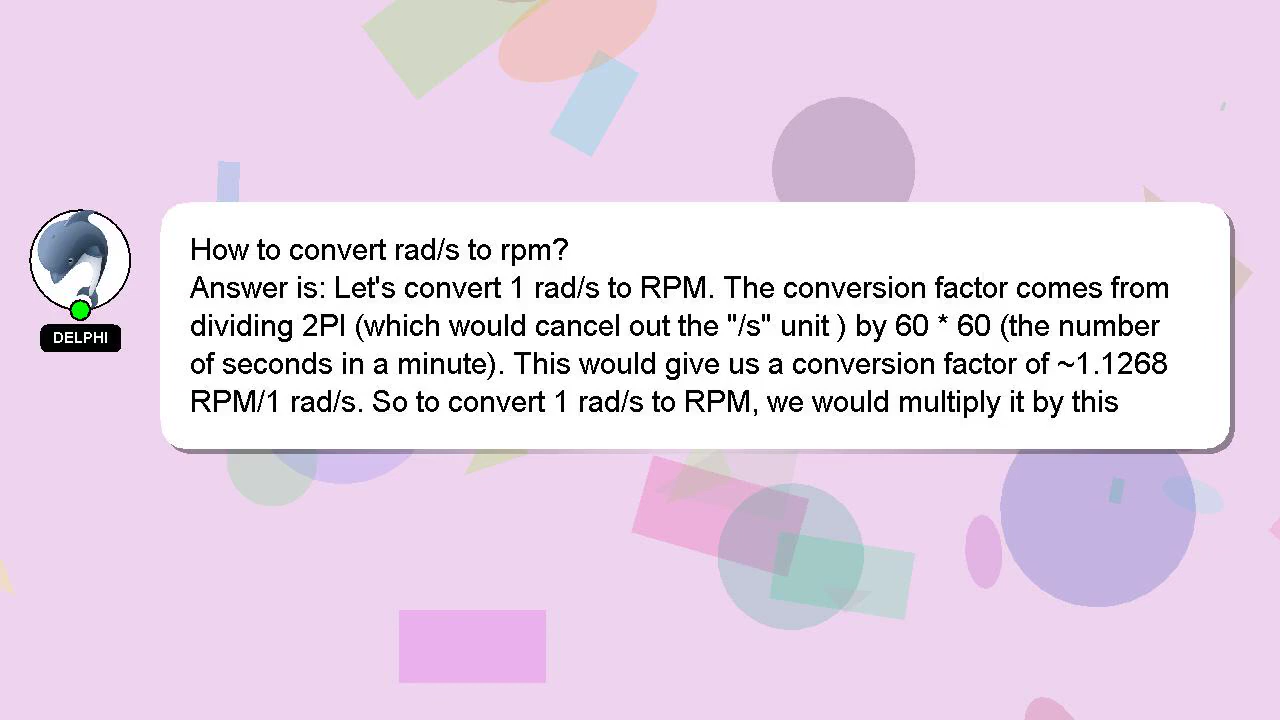 How to convert rad/s to rpm?
Answer is: Let's convert 1 rad/s to RPM. The conversion factor comes from
dividing 2PI (which would cancel out the "/s" unit ) by 60 * 60 (the number
of seconds in a minute). This would give us a conversion factor of ~1.1268
RPM/1 rad/s. So to convert 1 rad/s to RPM, we would multiply it by this
DELPHI